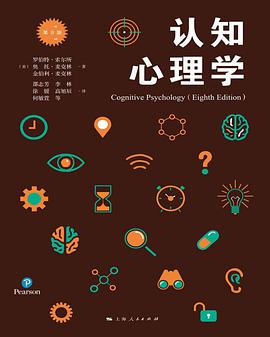 第8版
认知
心理学
Cognitive Psychology (Eighth Edition)
[美] 罗伯特·索尔所
奥托·麦克林 著
金伯利·麦克林
邵志芳 李林
徐媛 高旭辰 译
何敏萱 等
Pearson
上海人民出版社